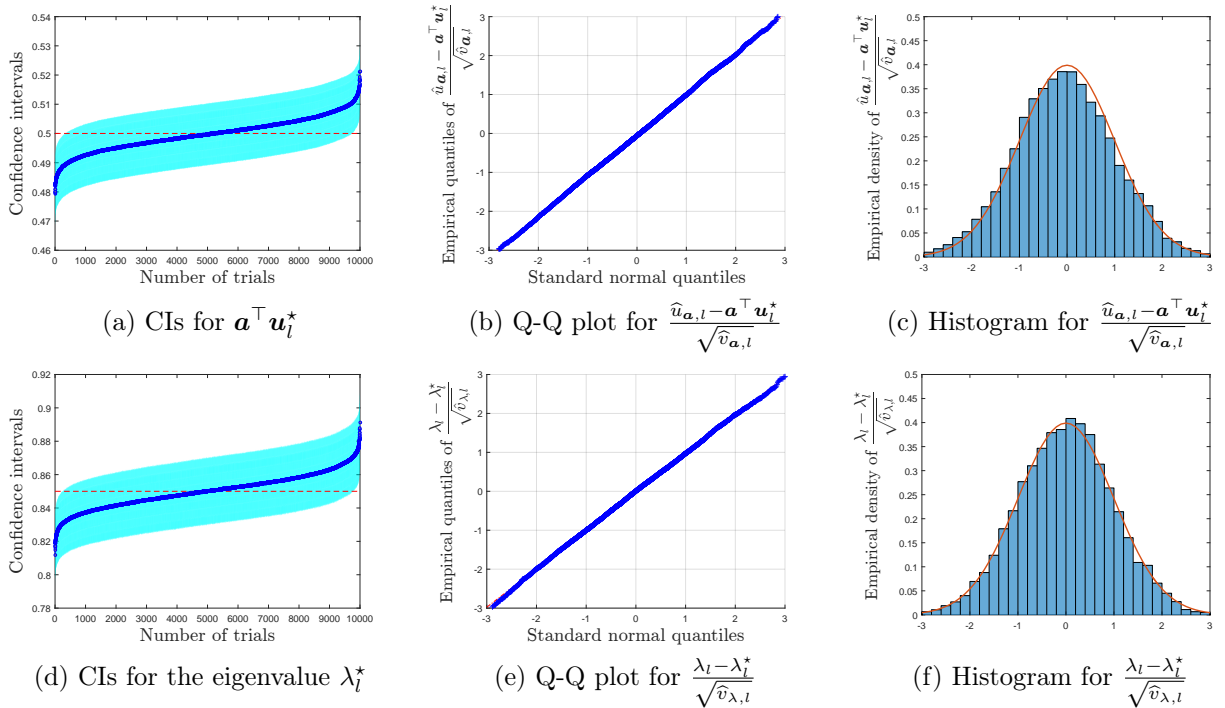 Confidence intervals
0.54
0.53
0.52
0.51
0.5
0.49
0.48
0.47
0.46
0 1000 2000 3000 4000 5000 6000 7000 8000 9000 10000
Number of trials
(a) CIs for 𝒂^⊤ 𝒖_l^⋆
Empirical quantiles of (û_{𝒂,l} − 𝒂^⊤ 𝒖_l^⋆) / √v̂_{𝒂,l}
3
2
1
0
-1
-2
-3
-3 -2 -1 0 1 2 3
Standard normal quantiles
(b) Q-Q plot for (û_{𝒂,l} − 𝒂^⊤ 𝒖_l^⋆) / √v̂_{𝒂,l}
Empirical density of (û_{𝒂,l} − 𝒂^⊤ 𝒖_l^⋆) / √v̂_{𝒂,l}
0.5
0.45
0.4
0.35
0.3
0.25
0.2
0.15
0.1
0.05
0
-3 -2 -1 0 1 2 3
(c) Histogram for (û_{𝒂,l} − 𝒂^⊤ 𝒖_l^⋆) / √v̂_{𝒂,l}
Confidence intervals
0.92
0.9
0.88
0.86
0.84
0.82
0.8
0.78
0 1000 2000 3000 4000 5000 6000 7000 8000 9000 10000
Number of trials
(d) CIs for the eigenvalue λ_l^⋆
Empirical quantiles of (λ_l − λ_l^⋆) / √v̂_{λ,l}
3
2
1
0
-1
-2
-3
-3 -2 -1 0 1 2 3
Standard normal quantiles
(e) Q-Q plot for (λ_l − λ_l^⋆) / √v̂_{λ,l}
Empirical density of (λ_l − λ_l^⋆) / √v̂_{λ,l}
0.5
0.45
0.4
0.35
0.3
0.25
0.2
0.15
0.1
0.05
0
-3 -2 -1 0 1 2 3
(f) Histogram for (λ_l − λ_l^⋆) / √v̂_{λ,l}